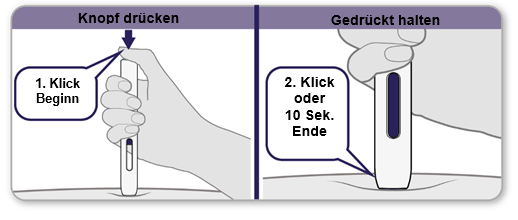 Knopf drücken
1. Klick
Beginn
Gedrückt halten
2. Klick
oder
10 Sek.
Ende